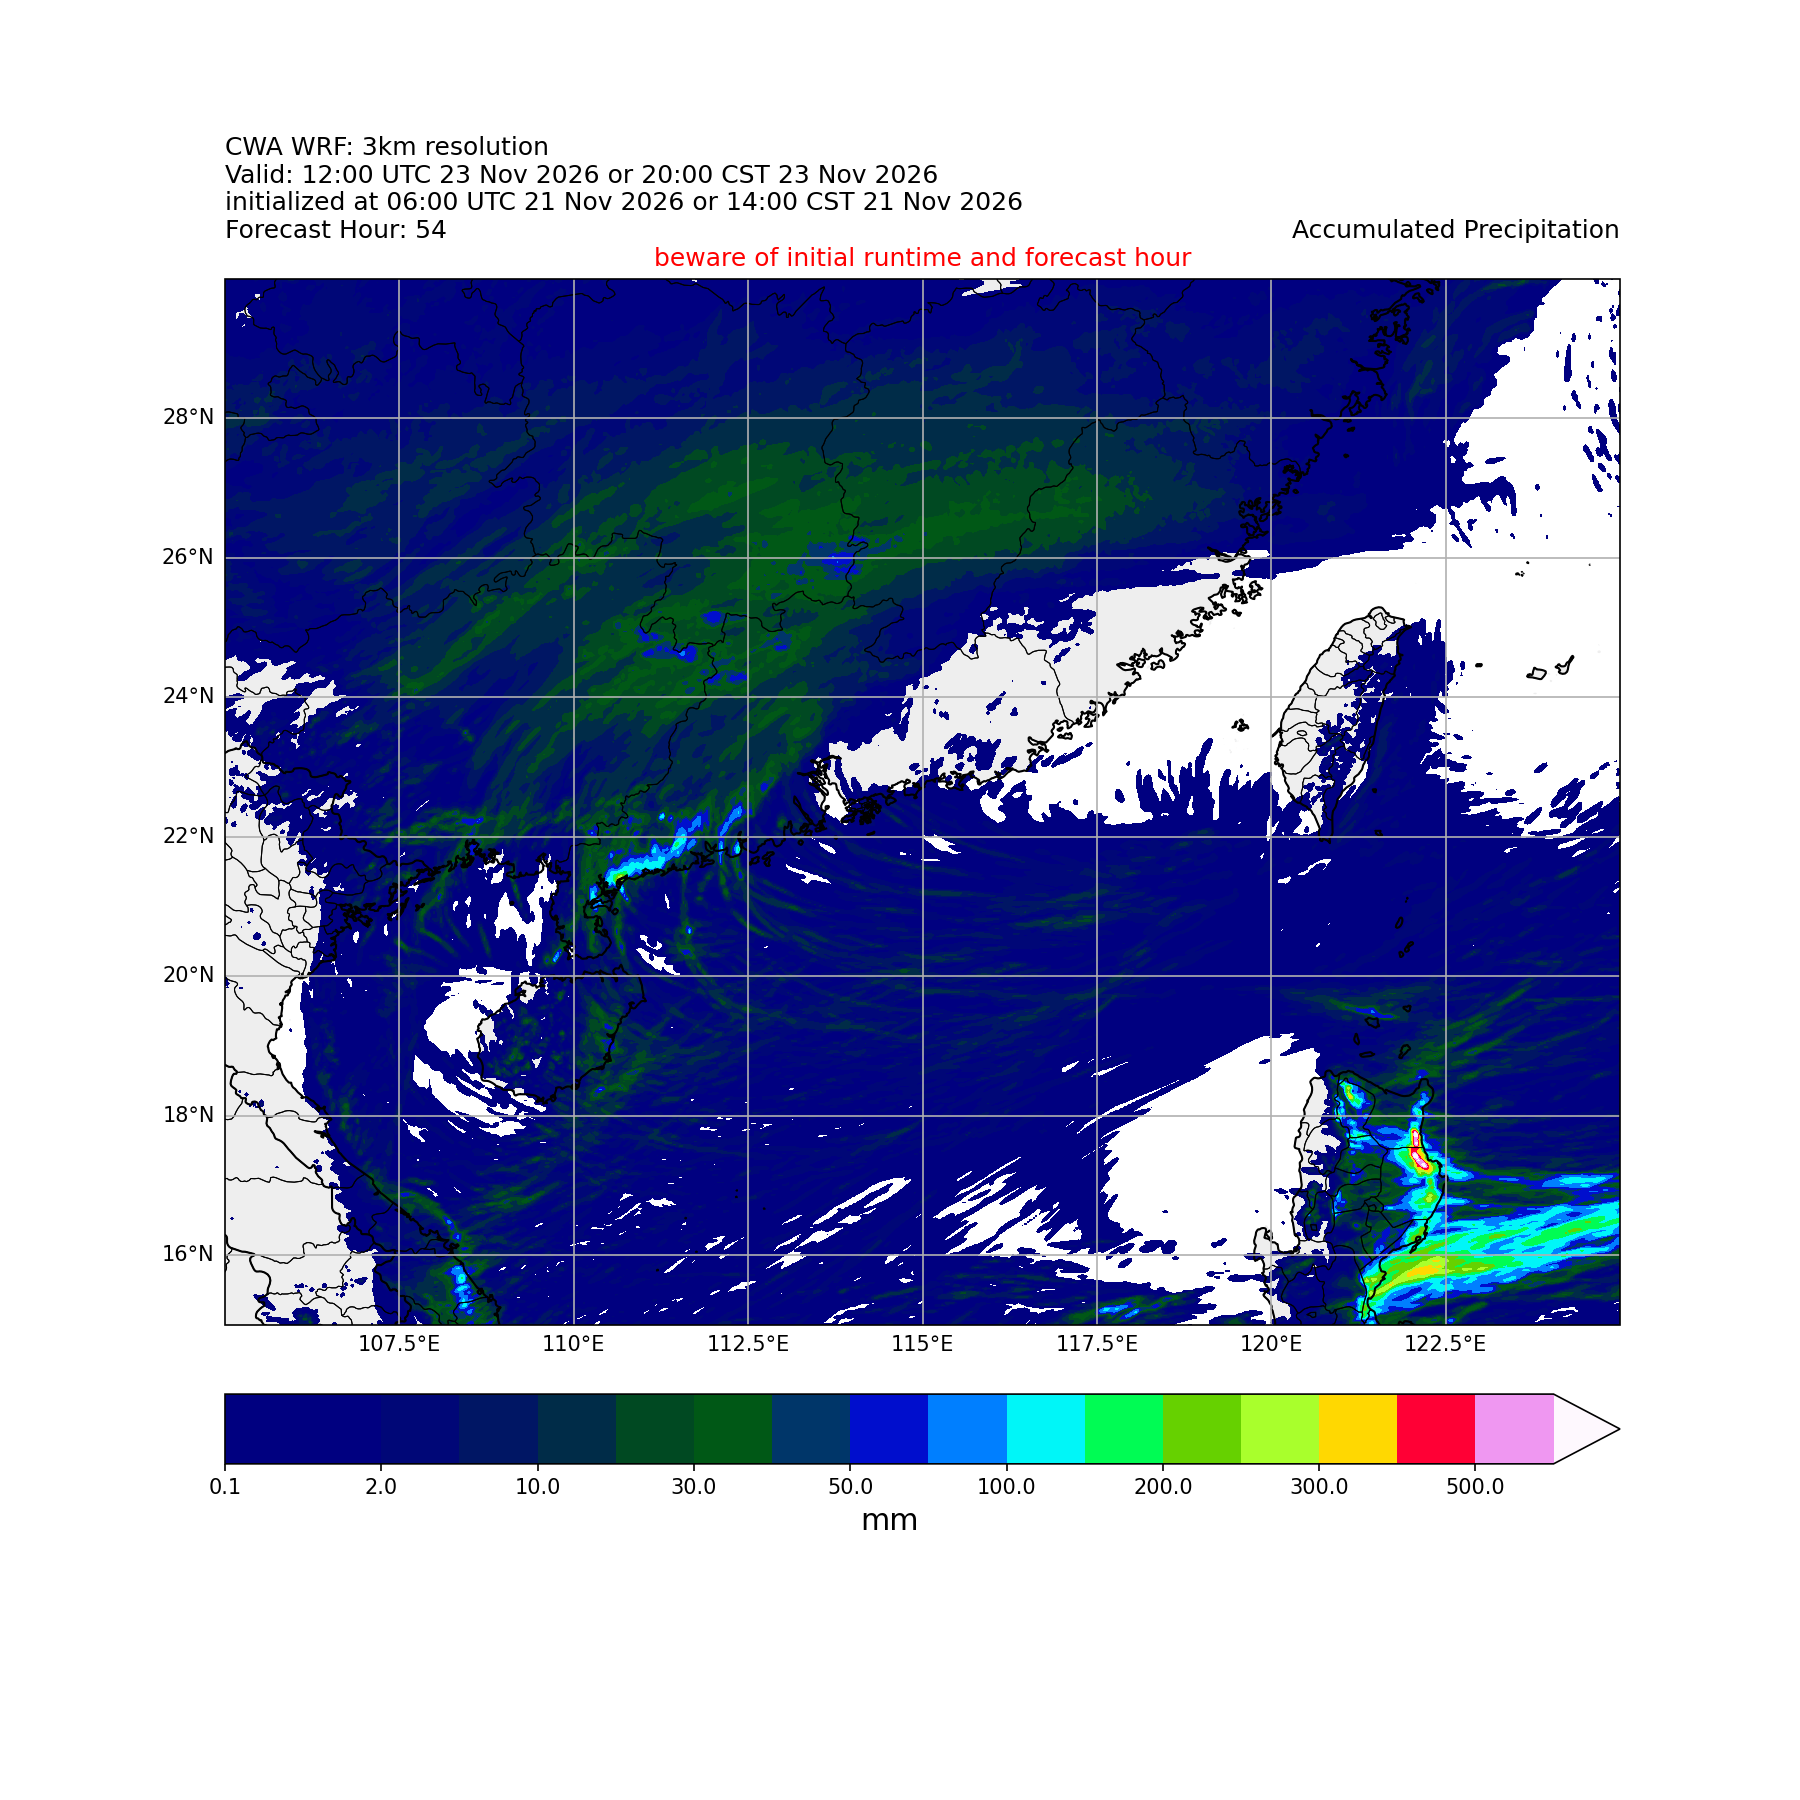 CWA WRF: 3km resolution
Valid: 12:00 UTC 23 Nov 2026 or 20:00 CST 23 Nov 2026
initialized at 06:00 UTC 21 Nov 2026 or 14:00 CST 21 Nov 2026
Forecast Hour: 54
Accumulated Precipitation
beware of initial runtime and forecast hour
28°N
26°N
24°N
22°N
20°N
18°N
16°N
107.5°E 110°E 112.5°E 115°E 117.5°E 120°E 122.5°E
0.1 2.0 10.0 30.0 50.0 100.0 200.0 300.0 500.0
mm